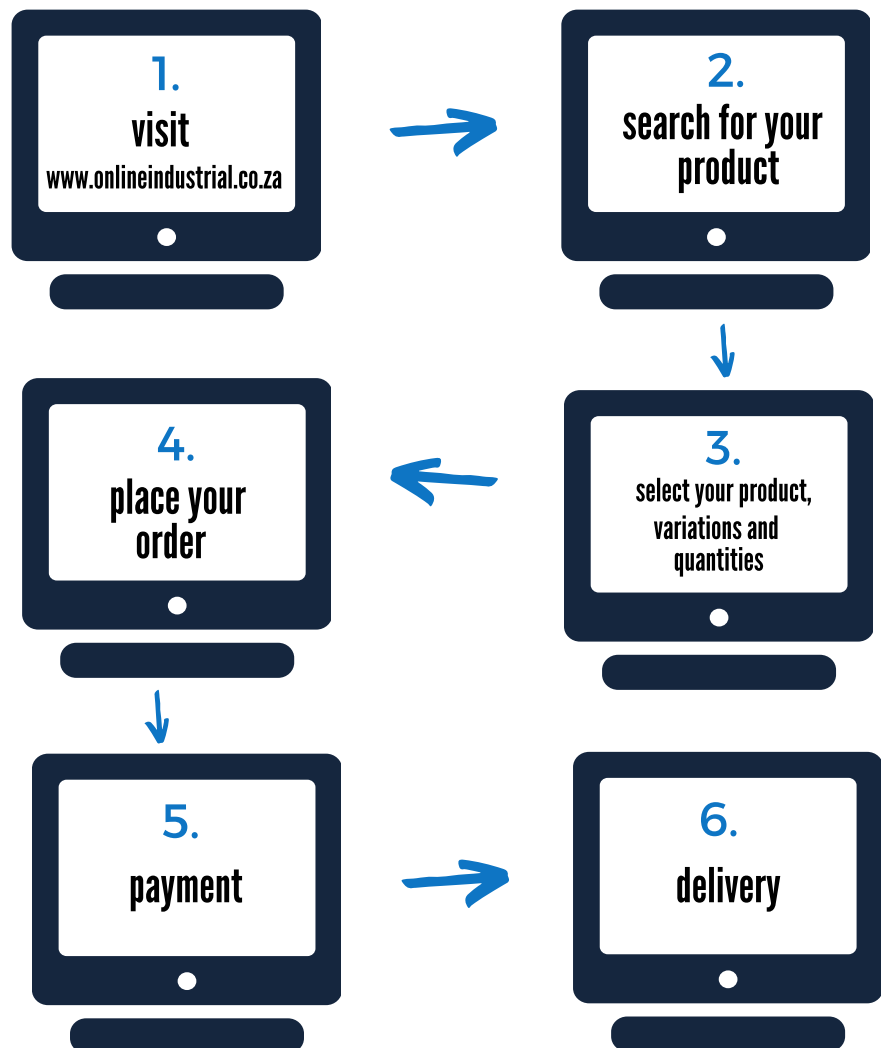 1.
visit
www.onlineindustrial.co.za
2.
search for your
product
3.
select your product,
variations and
quantities
4.
place your
order
5.
payment
6.
delivery